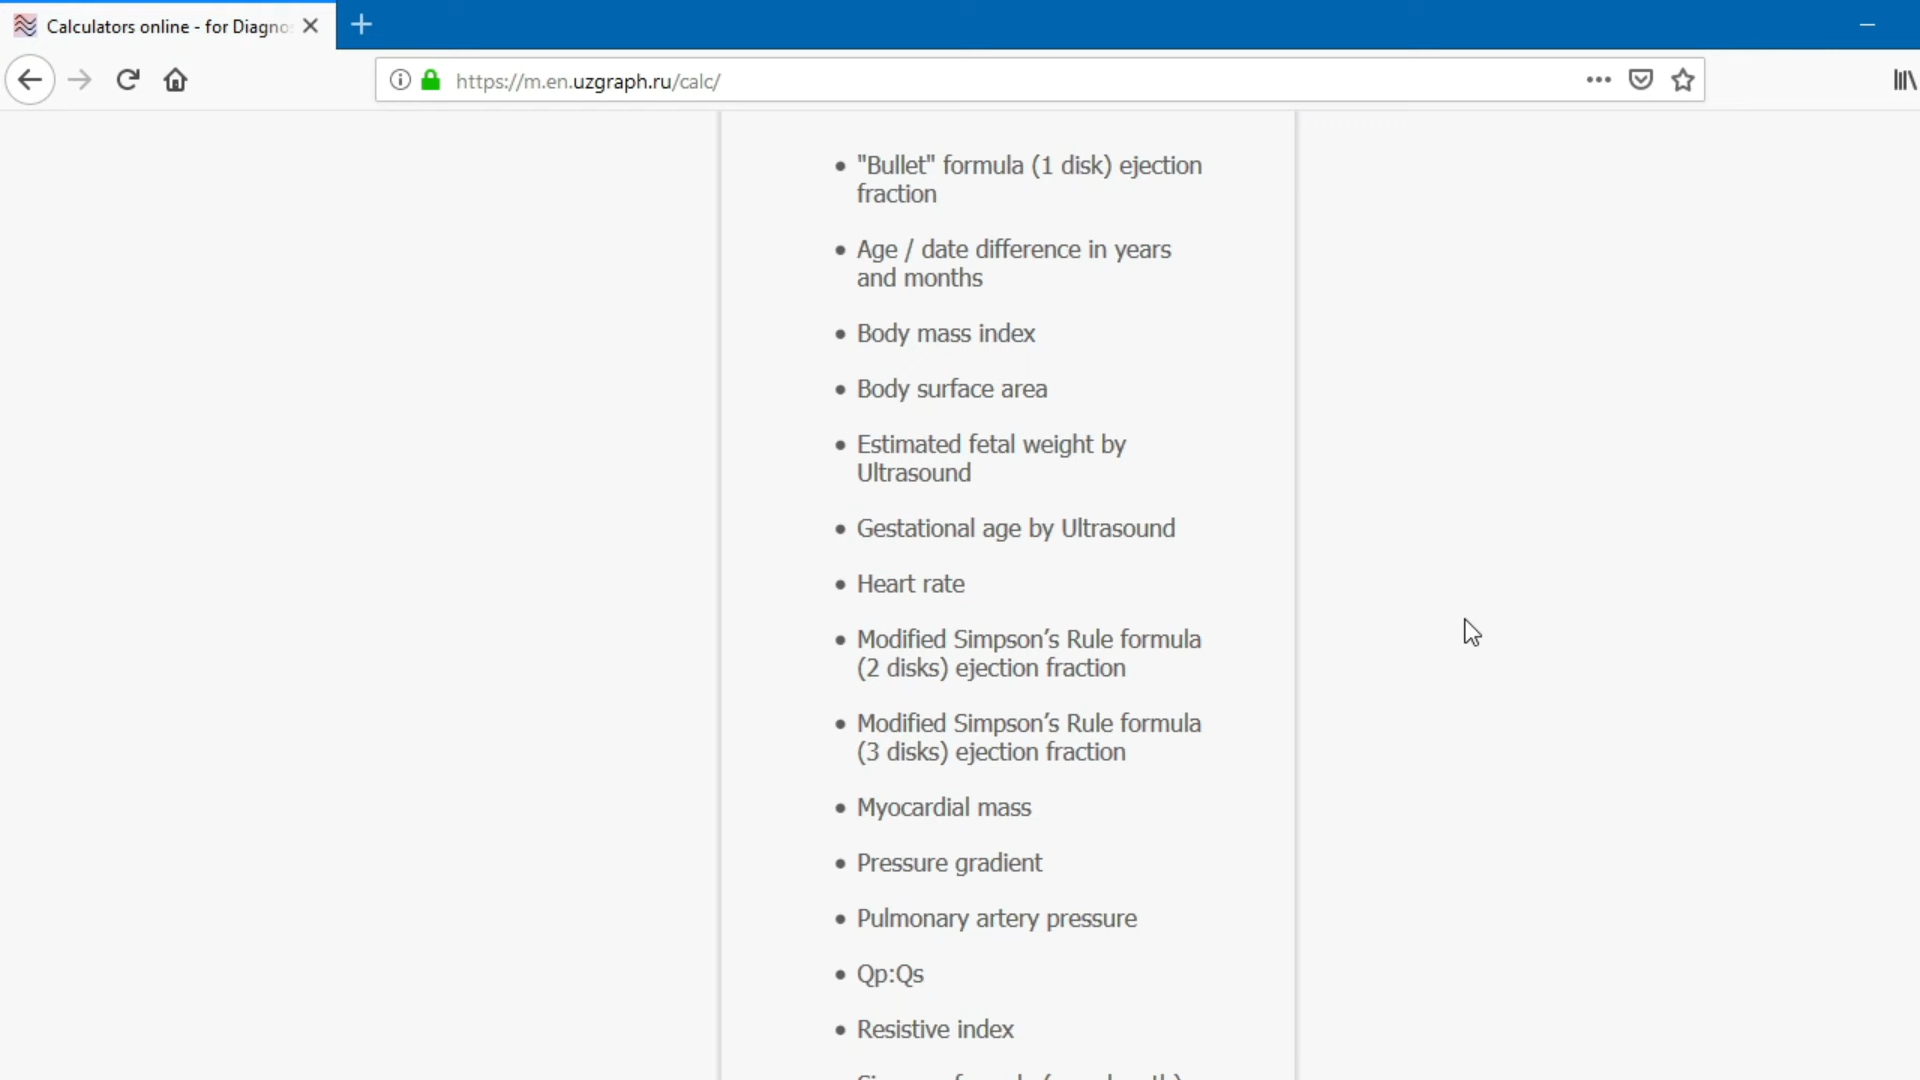 Calculators online - for Diagno
https://m.en.uzgraph.ru/calc/
"Bullet" formula (1 disk) ejection
fraction
Age / date difference in years
and months
Body mass index
Body surface area
Estimated fetal weight by
Ultrasound
Gestational age by Ultrasound
Heart rate
Modified Simpson’s Rule formula
(2 disks) ejection fraction
Modified Simpson’s Rule formula
(3 disks) ejection fraction
Myocardial mass
Pressure gradient
Pulmonary artery pressure
Qp:Qs
Resistive index